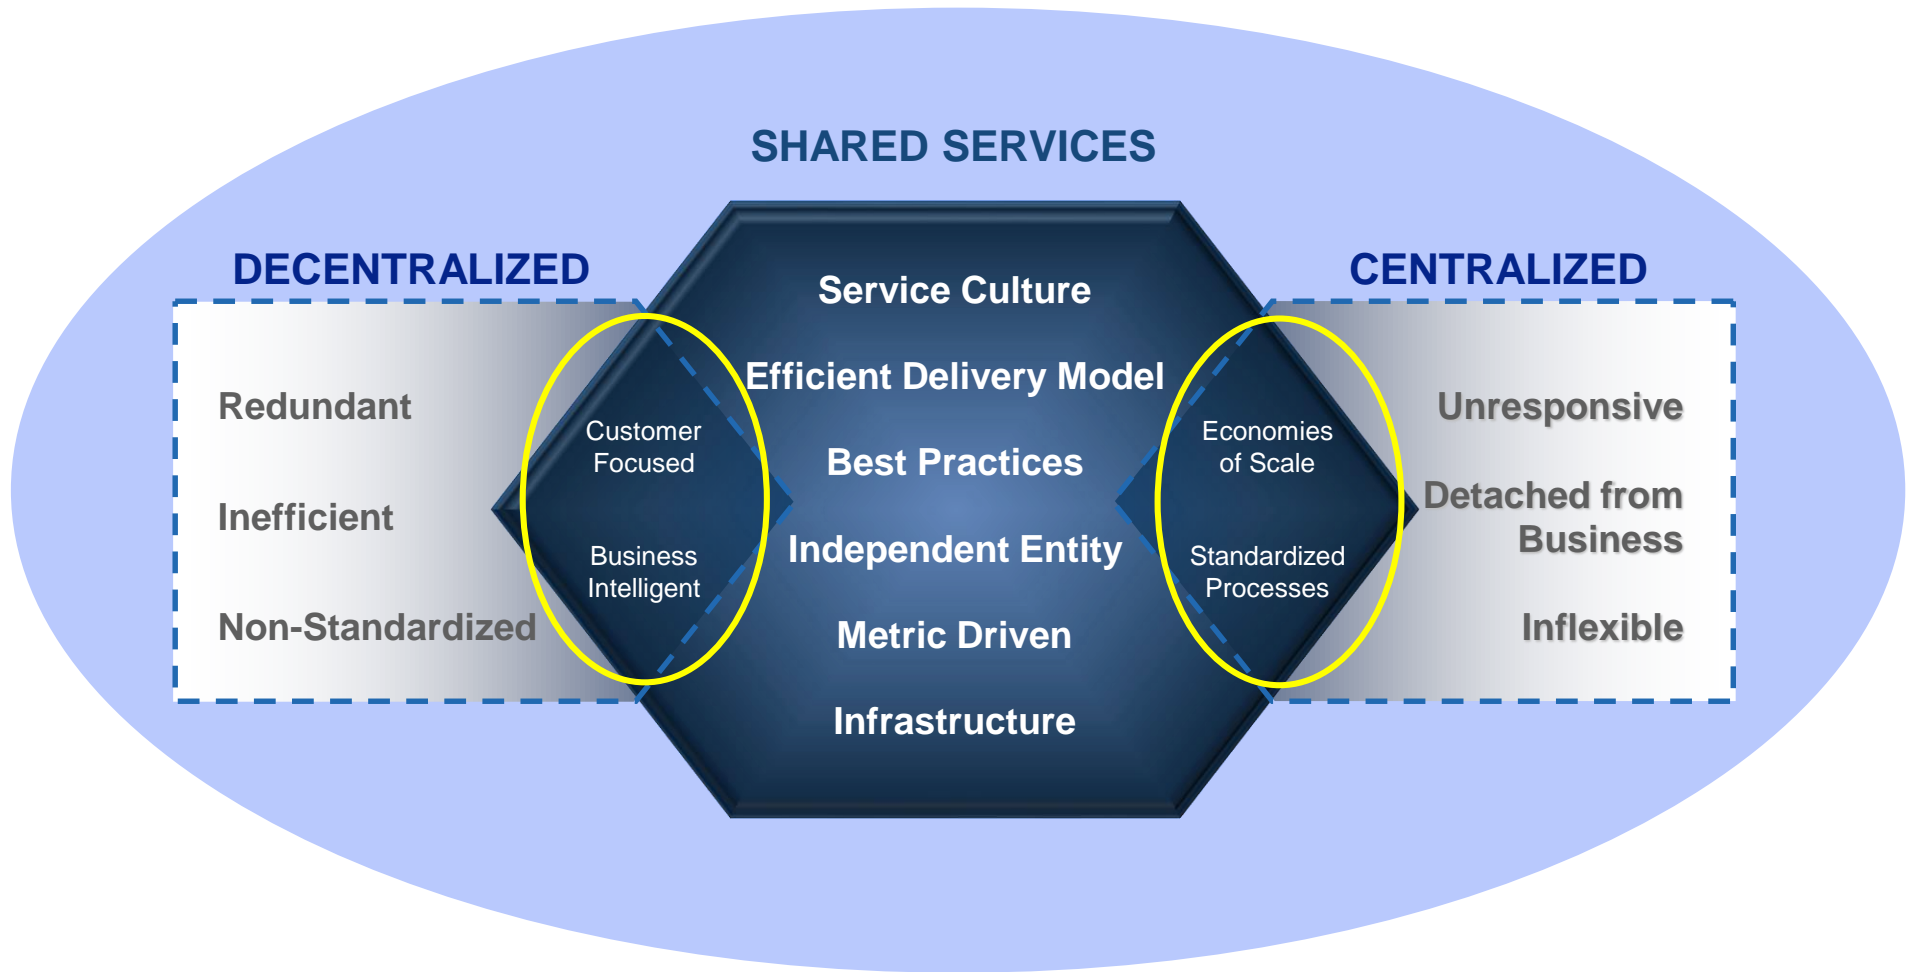 SHARED SERVICES
DECENTRALIZED
Redundant
Inefficient
Non-Standardized
Customer
Focused
Business
Intelligent
Service Culture
Efficient Delivery Model
Best Practices
Independent Entity
Metric Driven
Infrastructure
Economies
of Scale
Standardized
Processes
CENTRALIZED
Unresponsive
Detached from
Business
Inflexible